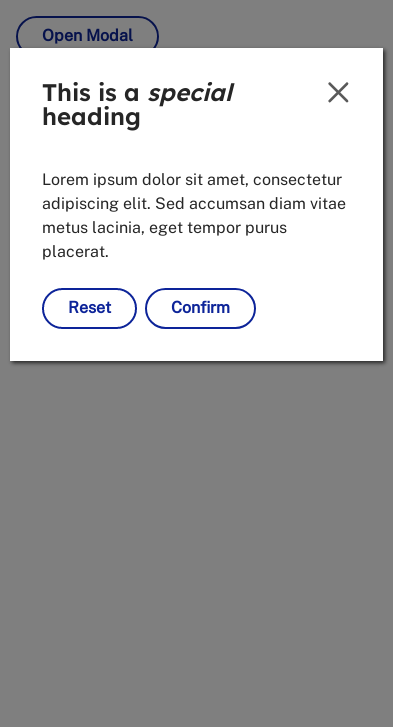 Open Modal
This is a special
heading
Lorem ipsum dolor sit amet, consectetur
adipiscing elit. Sed accumsan diam vitae
metus lacinia, eget tempor purus
placerat.
Reset
Confirm